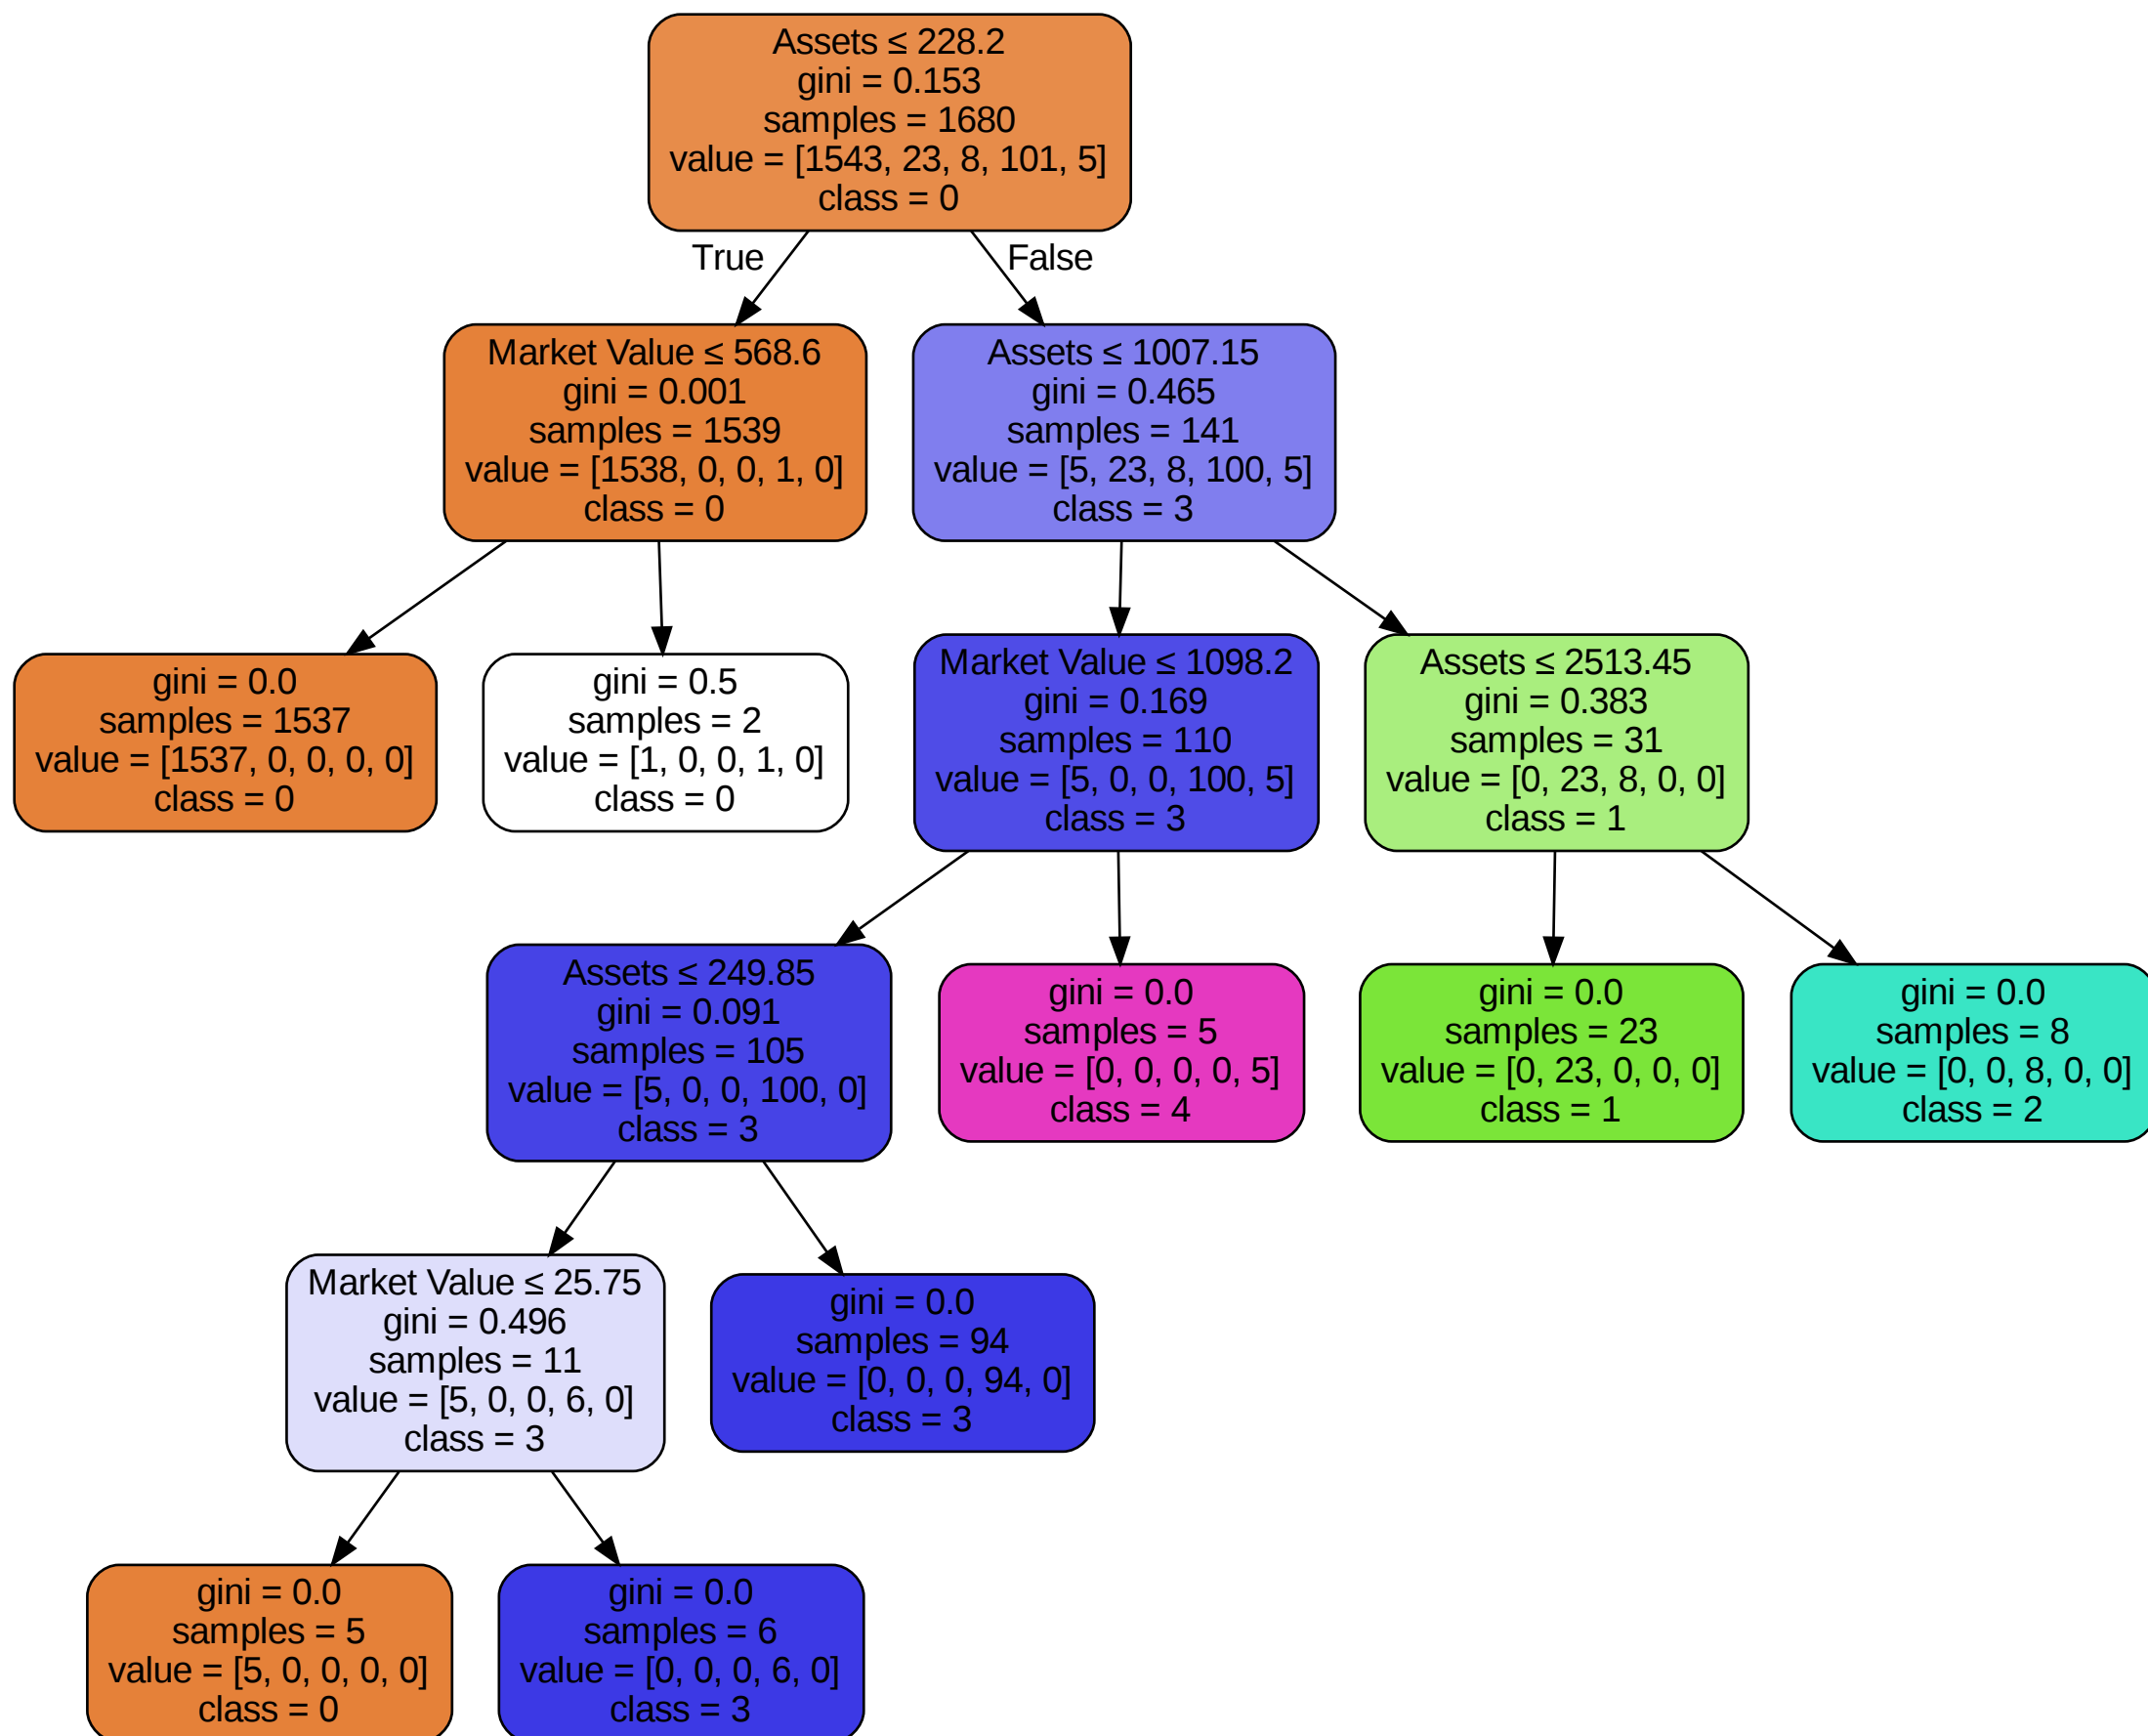 Assets ≤ 228.2
gini = 0.153
samples = 1680
value = [1543, 23, 8, 101, 5]
class = 0
True
False
Market Value ≤ 568.6
gini = 0.001
samples = 1539
value = [1538, 0, 0, 1, 0]
class = 0
Assets ≤ 1007.15
gini = 0.465
samples = 141
value = [5, 23, 8, 100, 5]
class = 3
gini = 0.0
samples = 1537
value = [1537, 0, 0, 0, 0]
class = 0
gini = 0.5
samples = 2
value = [1, 0, 0, 1, 0]
class = 0
Market Value ≤ 1098.2
gini = 0.169
samples = 110
value = [5, 0, 0, 100, 5]
class = 3
Assets ≤ 2513.45
gini = 0.383
samples = 31
value = [0, 23, 8, 0, 0]
class = 1
Assets ≤ 249.85
gini = 0.091
samples = 105
value = [5, 0, 0, 100, 0]
class = 3
gini = 0.0
samples = 5
value = [0, 0, 0, 0, 5]
class = 4
gini = 0.0
samples = 23
value = [0, 23, 0, 0, 0]
class = 1
gini = 0.0
samples = 8
value = [0, 0, 8, 0, 0]
class = 2
Market Value ≤ 25.75
gini = 0.496
samples = 11
value = [5, 0, 0, 6, 0]
class = 3
gini = 0.0
samples = 94
value = [0, 0, 0, 94, 0]
class = 3
gini = 0.0
samples = 5
value = [5, 0, 0, 0, 0]
class = 0
gini = 0.0
samples = 6
value = [0, 0, 0, 6, 0]
class = 3